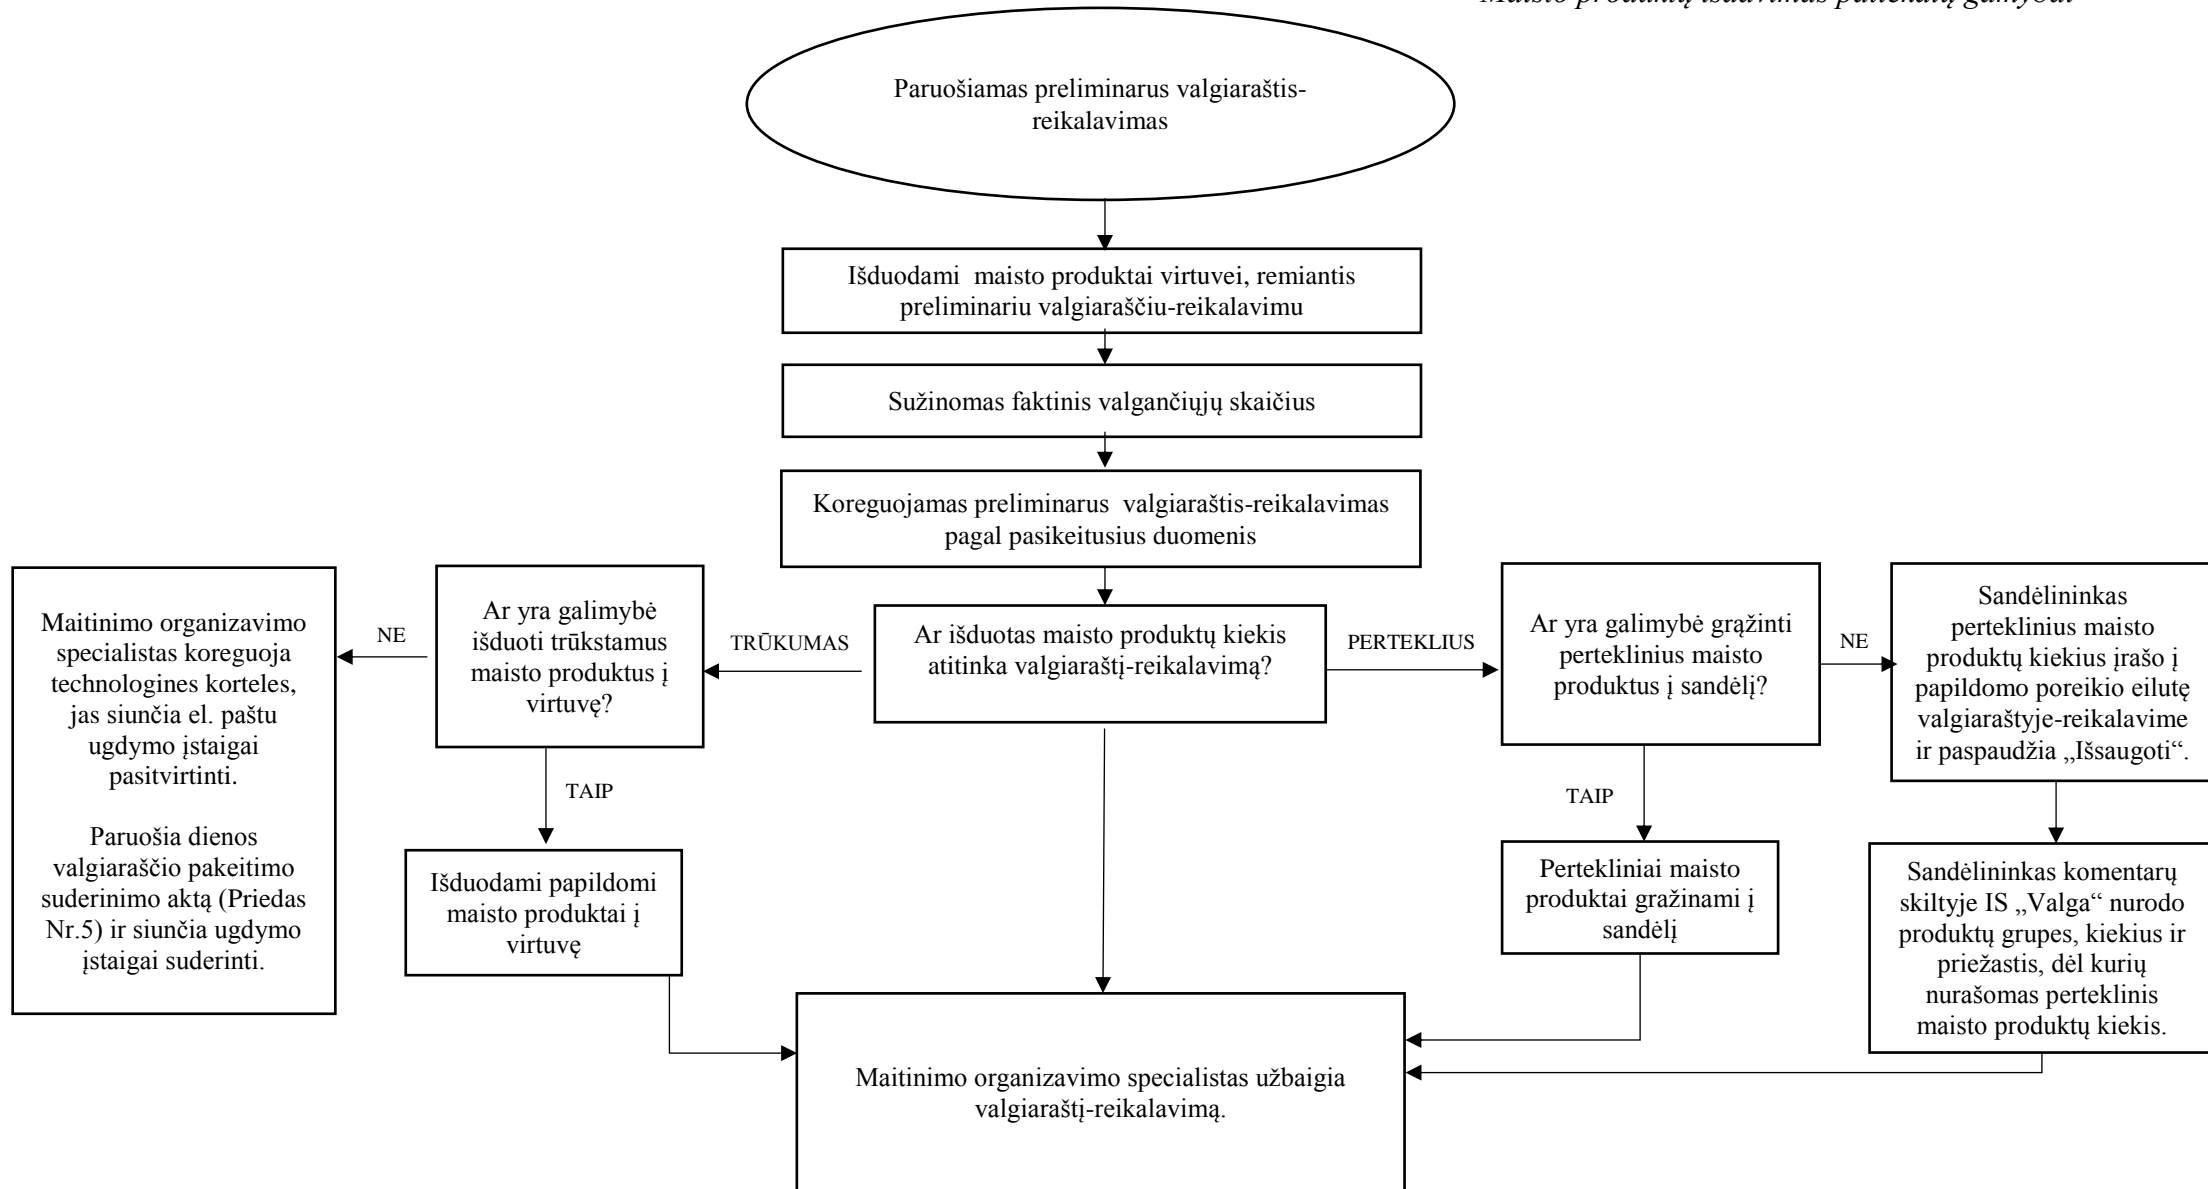 Maisto produktų išdavimas patiekalų gamybai
Paruošiamas preliminarus valgiaraštis-
reikalavimas
Išduodami maisto produktai virtuvei, remiantis
preliminariu valgiaraščiu-reikalavimu
Sužinomas faktinis valgančiųjų skaičius
Koreguojamas preliminarus valgiaraštis-reikalavimas
pagal pasikeitusius duomenis
Maitinimo organizavimo
specialistas koreguoja
technologines korteles,
jas siunčia el. paštu
ugdymo įstaigai
pasitvirtinti.
Paruošia dienos
valgiaraščio pakeitimo
suderinimo aktą (Priedas
Nr.5) ir siunčia ugdymo
įstaigai suderinti.
NE
Ar yra galimybė
išduoti trūkstamus
maisto produktus į
virtuvę?
TRŪKUMAS
Ar išduotas maisto produktų kiekis
atitinka valgiaraštį-reikalavimą?
PERTEKLIUS
Ar yra galimybė grąžinti
perteklinius maisto
produktus į sandėlį?
NE
Sandėlininkas
perteklinius maisto
produktų kiekius įrašo į
papildomo poreikio eilutę
valgiaraštyje-reikalavime
ir paspaudžia „Išsaugoti“.
TAIP
TAIP
Išduodami papildomi
maisto produktai į
virtuvę
Pertekliniai maisto
produktai gražinami į
sandėlį
Sandėlininkas komentarų
skiltyje IS „Valga“ nurodo
produktų grupes, kiekius ir
priežastis, dėl kurių
nurašomas perteklinis
maisto produktų kiekis.
Maitinimo organizavimo specialistas užbaigia
valgiaraštį-reikalavimą.